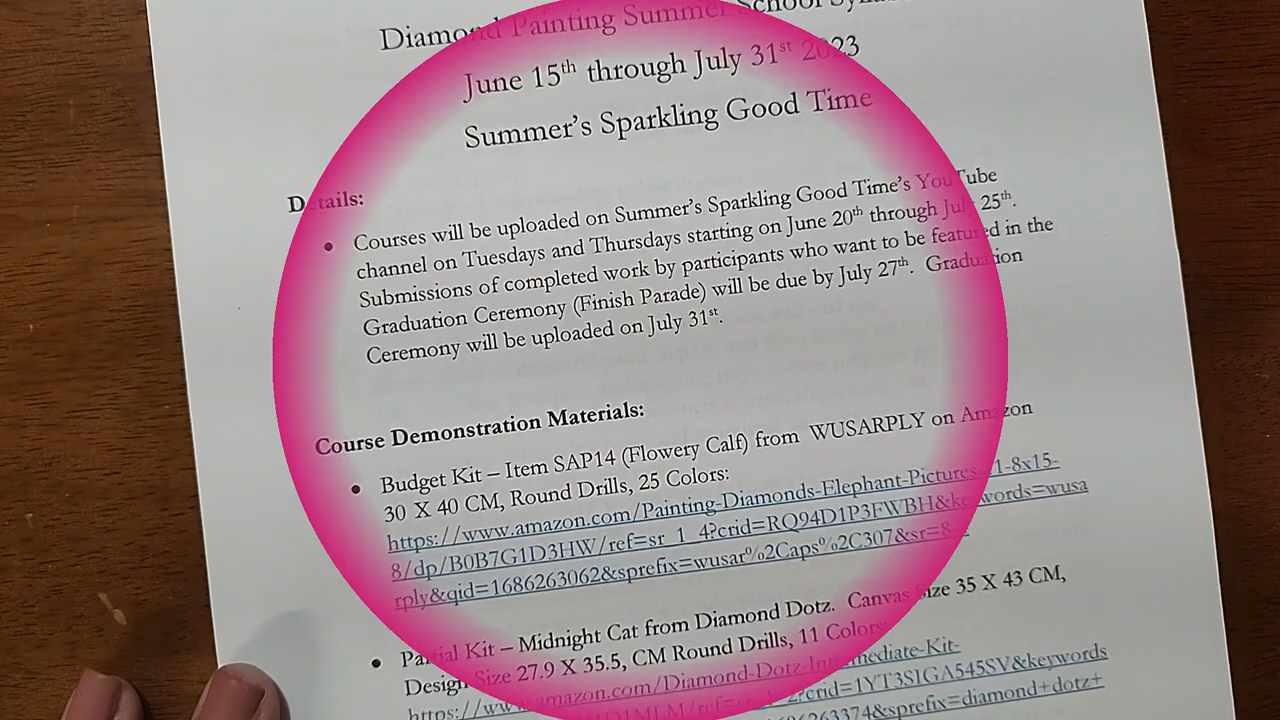 Diamond Painting Summer School
June 15th through July 31st 2023
Summer's Sparkling Good Time
Details:
• Courses will be uploaded on Summer's Sparkling Good Time's YouTube
channel on Tuesdays and Thursdays starting on June 20th through July 25th.
Submissions of completed work by participants who want to be featured in the
Graduation Ceremony (Finish Parade) will be due by July 27th. Graduation
Ceremony will be uploaded on July 31st.
Course Demonstration Materials:
• Budget Kit – Item SAP14 (Flowery Calf) from WUSARPLY on Amazon
30 X 40 CM, Round Drills, 25 Colors:
https://www.amazon.com/Painting-Diamonds-Elephant-Pictures-11-8x15-
8/dp/B0B7G1D3HW/ref=sr_1_4?crid=RQ94D1P3FWBH&keywords=wusa
rply&qid=1686263062&sprefix=wusar%2Caps%2C307&sr=8-
• Partial Kit – Midnight Cat from Diamond Dotz. Canvas Size 35 X 43 CM,
Design Size 27.9 X 35.5, CM Round Drills, 11 Colors:
https://www.amazon.com/Diamond-Dotz-Intermediate-Kit-
crid=1YT3SIGA545SV&keywords
&sprefix=diamond+dotz+